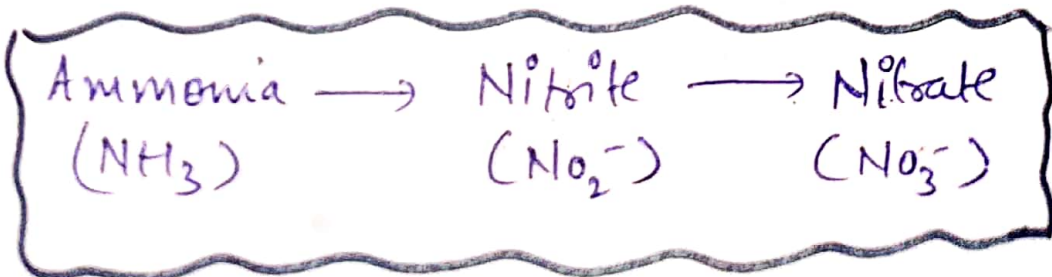 Ammonia → Nitrite → Nitrate
(NH₃) (NO₂⁻) (NO₃⁻)